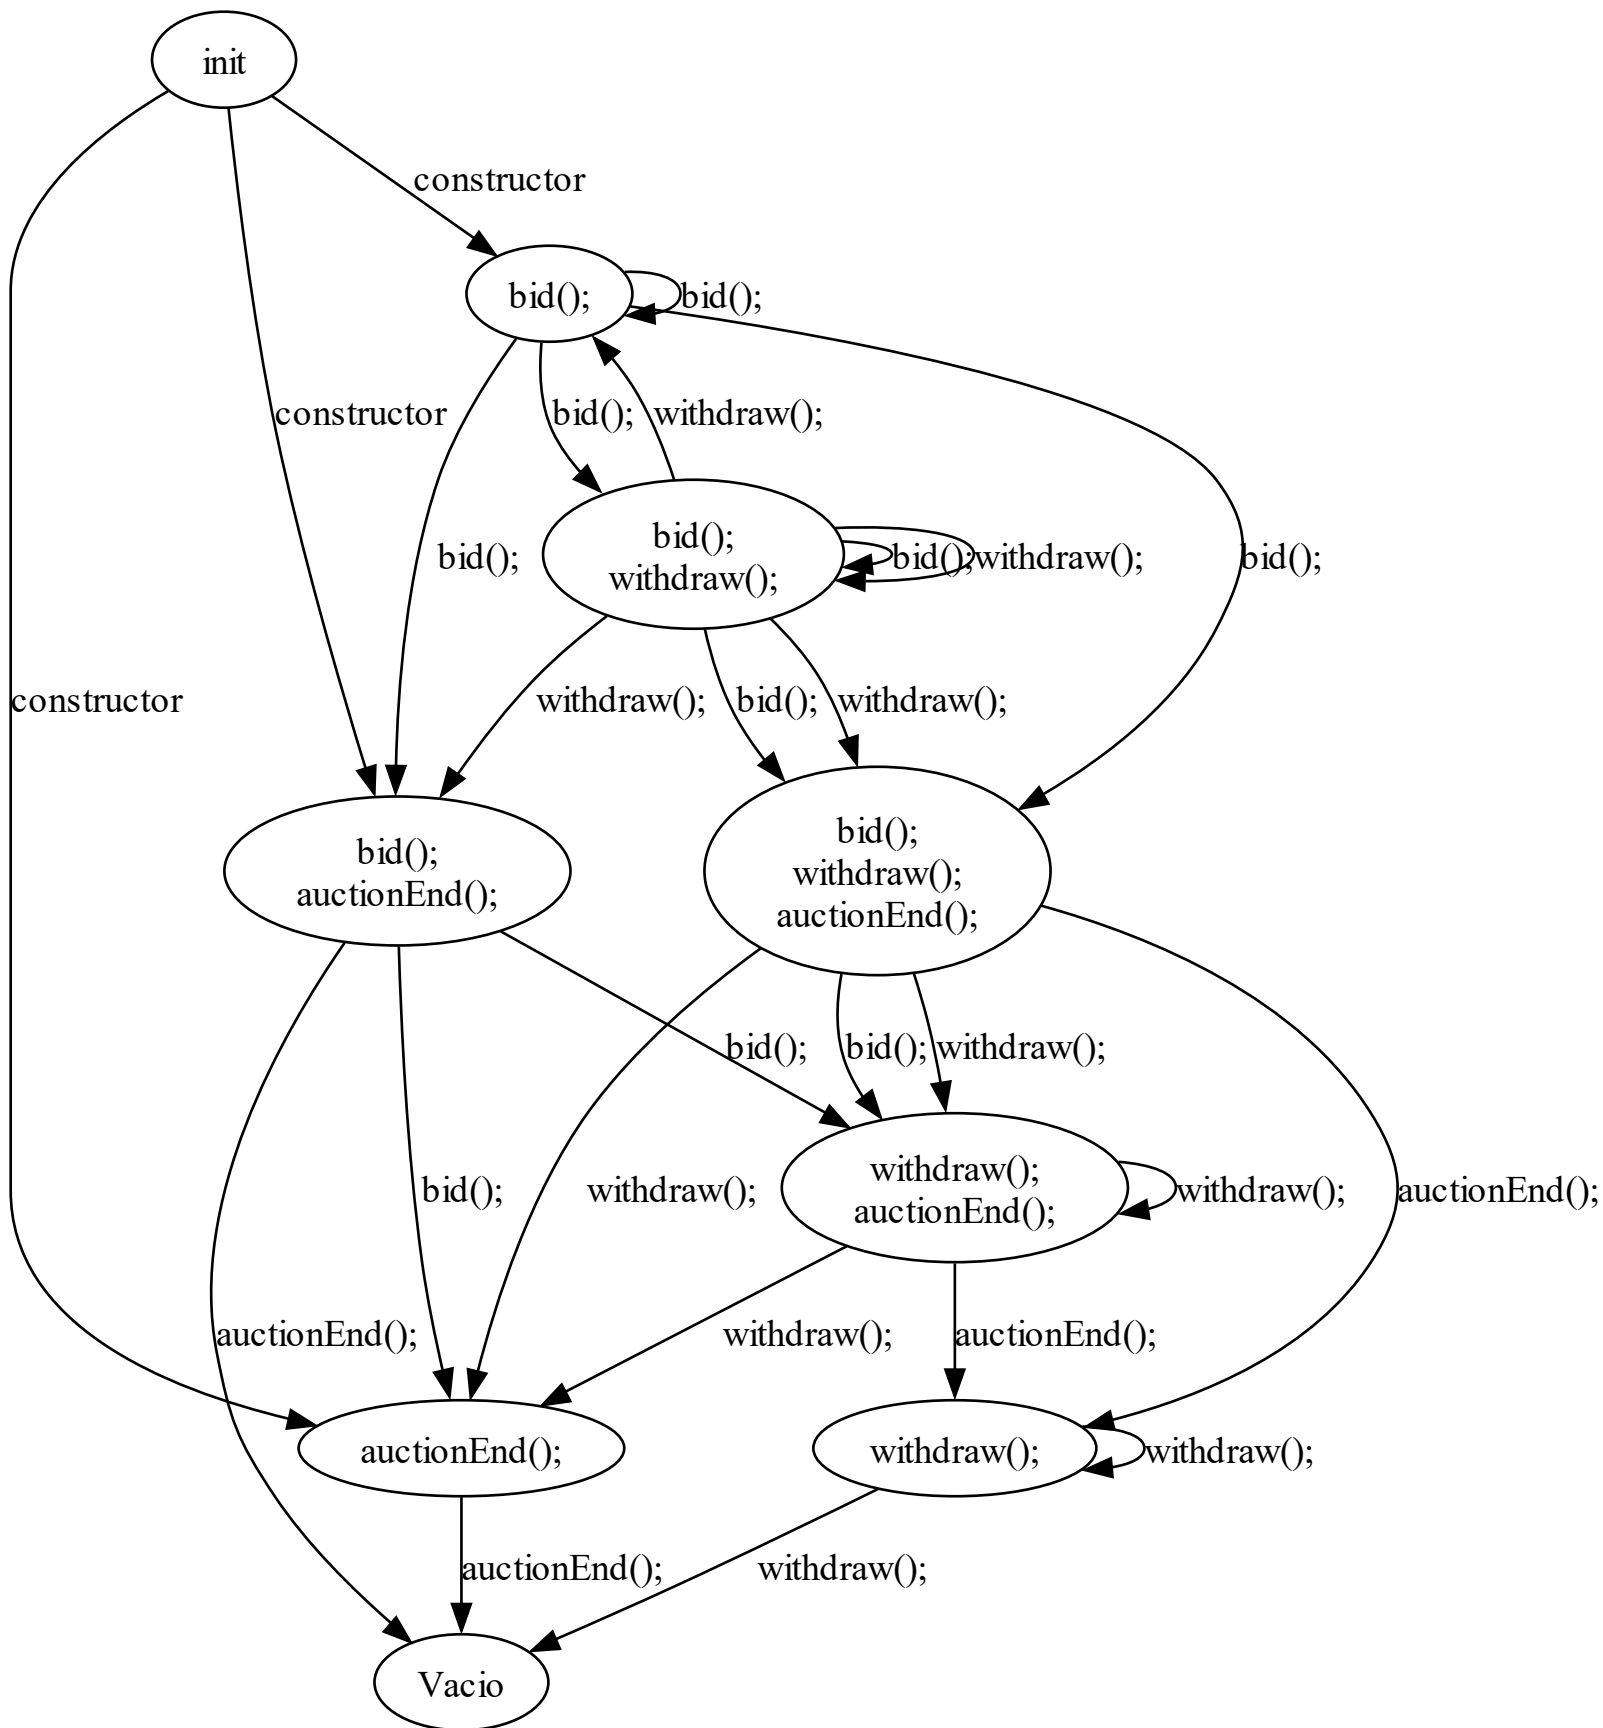 init
constructor
bid();
bid();
constructor
bid();
withdraw();
bid();
bid();
withdraw();
bid();
withdraw();
bid();
constructor
withdraw();
bid();
withdraw();
bid();
auctionEnd();
bid();
withdraw();
auctionEnd();
bid();
bid();
withdraw();
bid();
withdraw();
withdraw();
auctionEnd();
withdraw();
auctionEnd();
auctionEnd();
withdraw();
auctionEnd();
auctionEnd();
withdraw();
withdraw();
auctionEnd();
withdraw();
Vacio